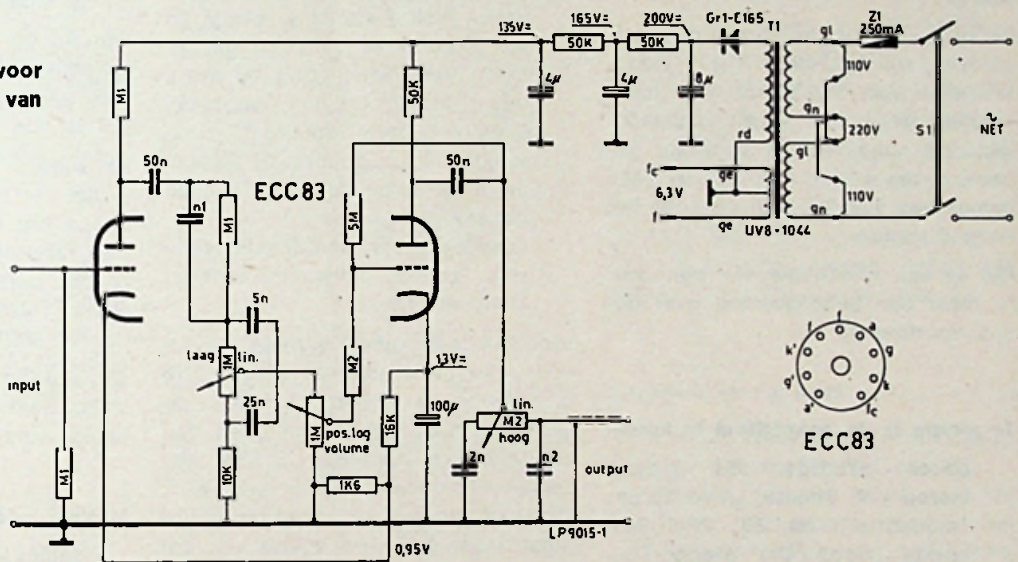 voor
van
135V=
165V=
200V=
Gr1-C165
T1
Z1
250mA
50K
50K
gl
110V
4µ
4µ
8µ
gn
220V
S1
~
NET
rd
gl
fc
ge
6,3V
110V
f
ge
gn
UV8-1044
M1
50K
50n
50n
ECC83
n1
M1
5M
5n
laag
1M
lin.
M2
1,3V=
input
25n
1M
pos.log
volume
16K
100µ
lin.
M2
hoog
M1
10K
1K6
2n
n2
output
0,95V
LP9015-1
f
f
a
k'
g
g'
k
a'
fc
ECC83